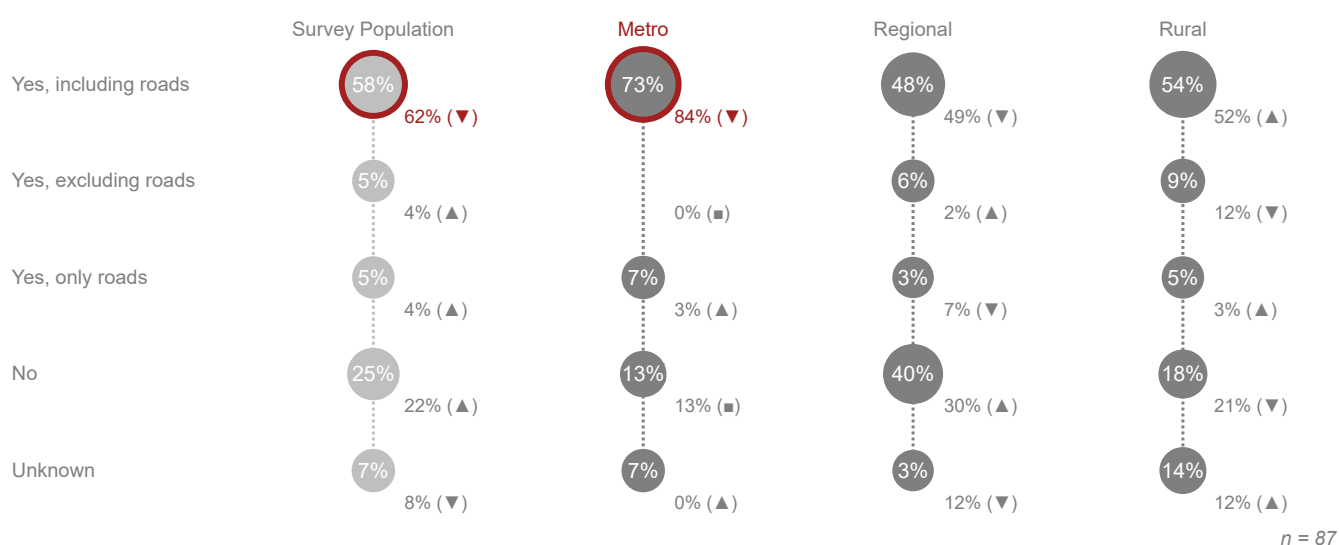 Survey Population Metro Regional Rural
Yes, including roads 58% 73% 48% 54%
62% (▼) 84% (▼) 49% (▼) 52% (▲)
Yes, excluding roads 5% 6% 9%
4% (▲) 0% (■) 2% (▲) 12% (▼)
Yes, only roads 5% 7% 3% 5%
4% (▲) 3% (▲) 7% (▼) 3% (▲)
No 25% 13% 40% 18%
22% (▲) 13% (■) 30% (▲) 21% (▼)
Unknown 7% 7% 3% 14%
8% (▼) 0% (▲) 12% (▼) 12% (▲)
n = 87